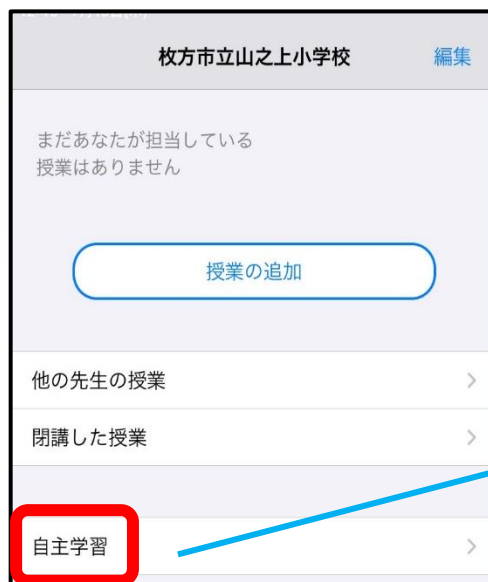 枚方市立山之上小学校
編集
まだあなたが担当している
授業はありません
授業の追加
他の先生の授業
閉講した授業
自主学習